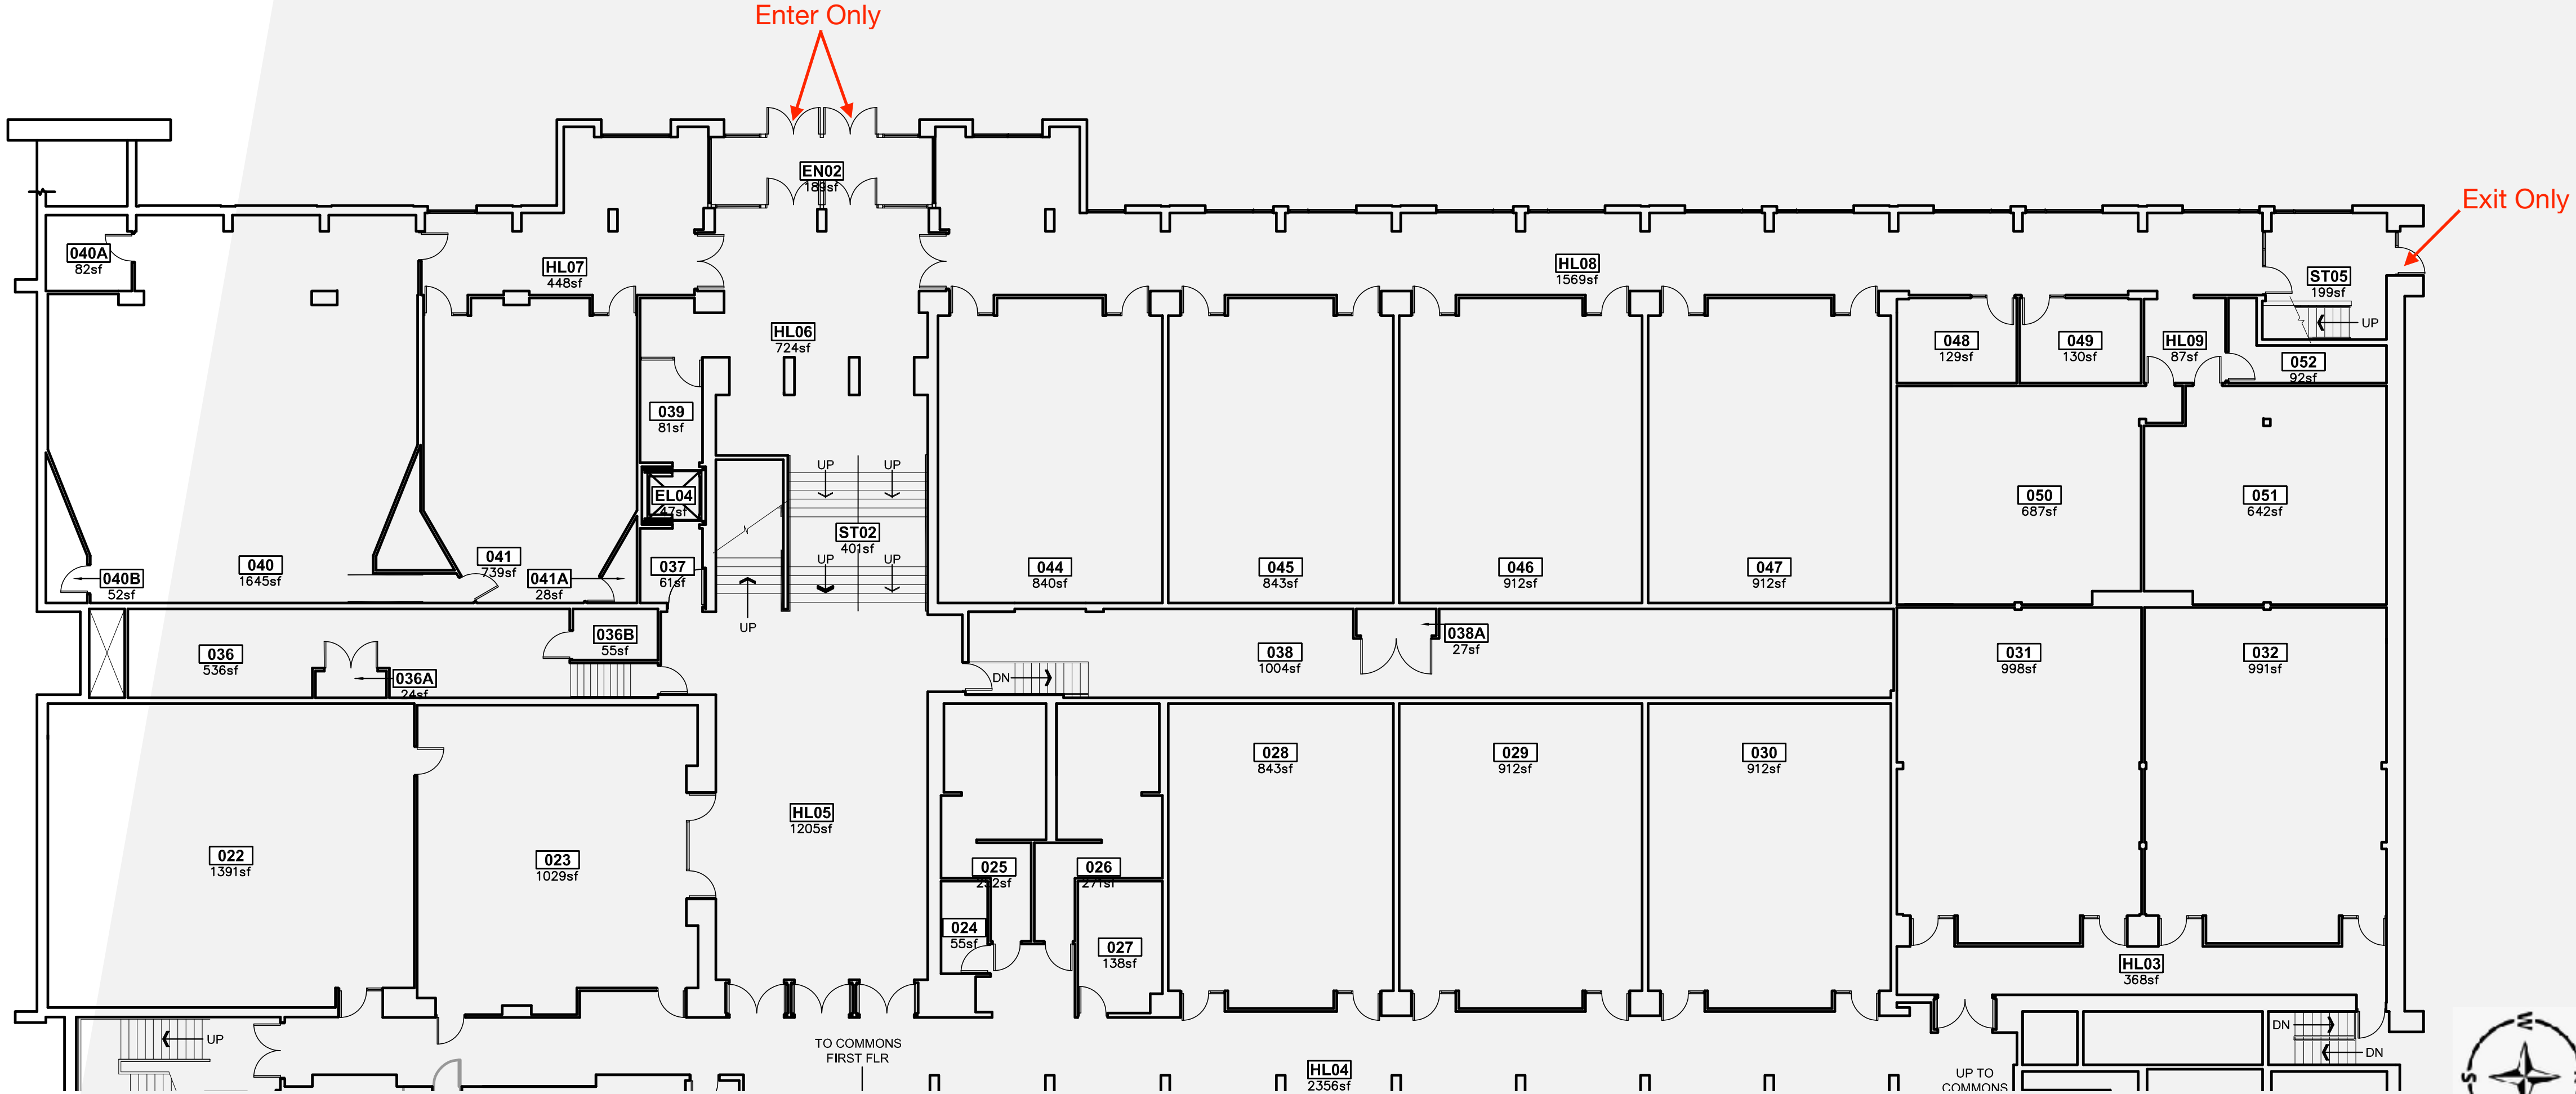 Enter Only
Exit Only
EN02
189sf
040A
82sf
HL07
448sf
HL08
1569sf
ST05
199sf
UP
HL06
724sf
048
129sf
049
130sf
HL09
87sf
052
92sf
039
81sf
UP
UP
EL04
47sf
050
687sf
051
642sf
ST02
401sf
UP
UP
040
1645sf
041
739sf
040B
52sf
041A
28sf
037
61sf
044
840sf
045
843sf
046
912sf
047
912sf
UP
036
536sf
036B
55sf
036A
24sf
038
1004sf
038A
27sf
DN
031
998sf
032
991sf
028
843sf
029
912sf
030
912sf
HL05
1205sf
022
1391sf
023
1029sf
025
026
271sf
024
55sf
027
138sf
HL03
368sf
UP
TO COMMONS
FIRST FLR
HL04
2356sf
DN
DN
UP TO
COMMONS
W
S